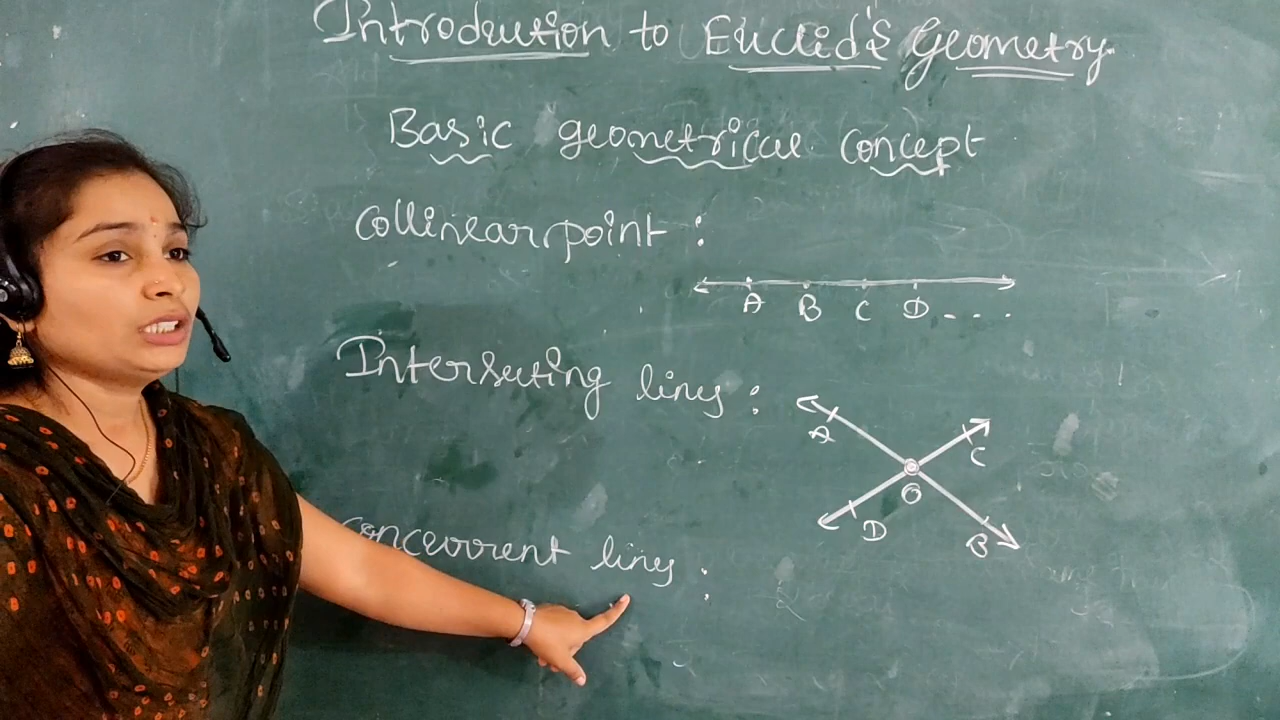 Introduction to Euclid's Geometry.
Basic geometrical concept
Collinear point :
A B C D....
Intersecting lines :
A C
O
D B
Concurrent lines :